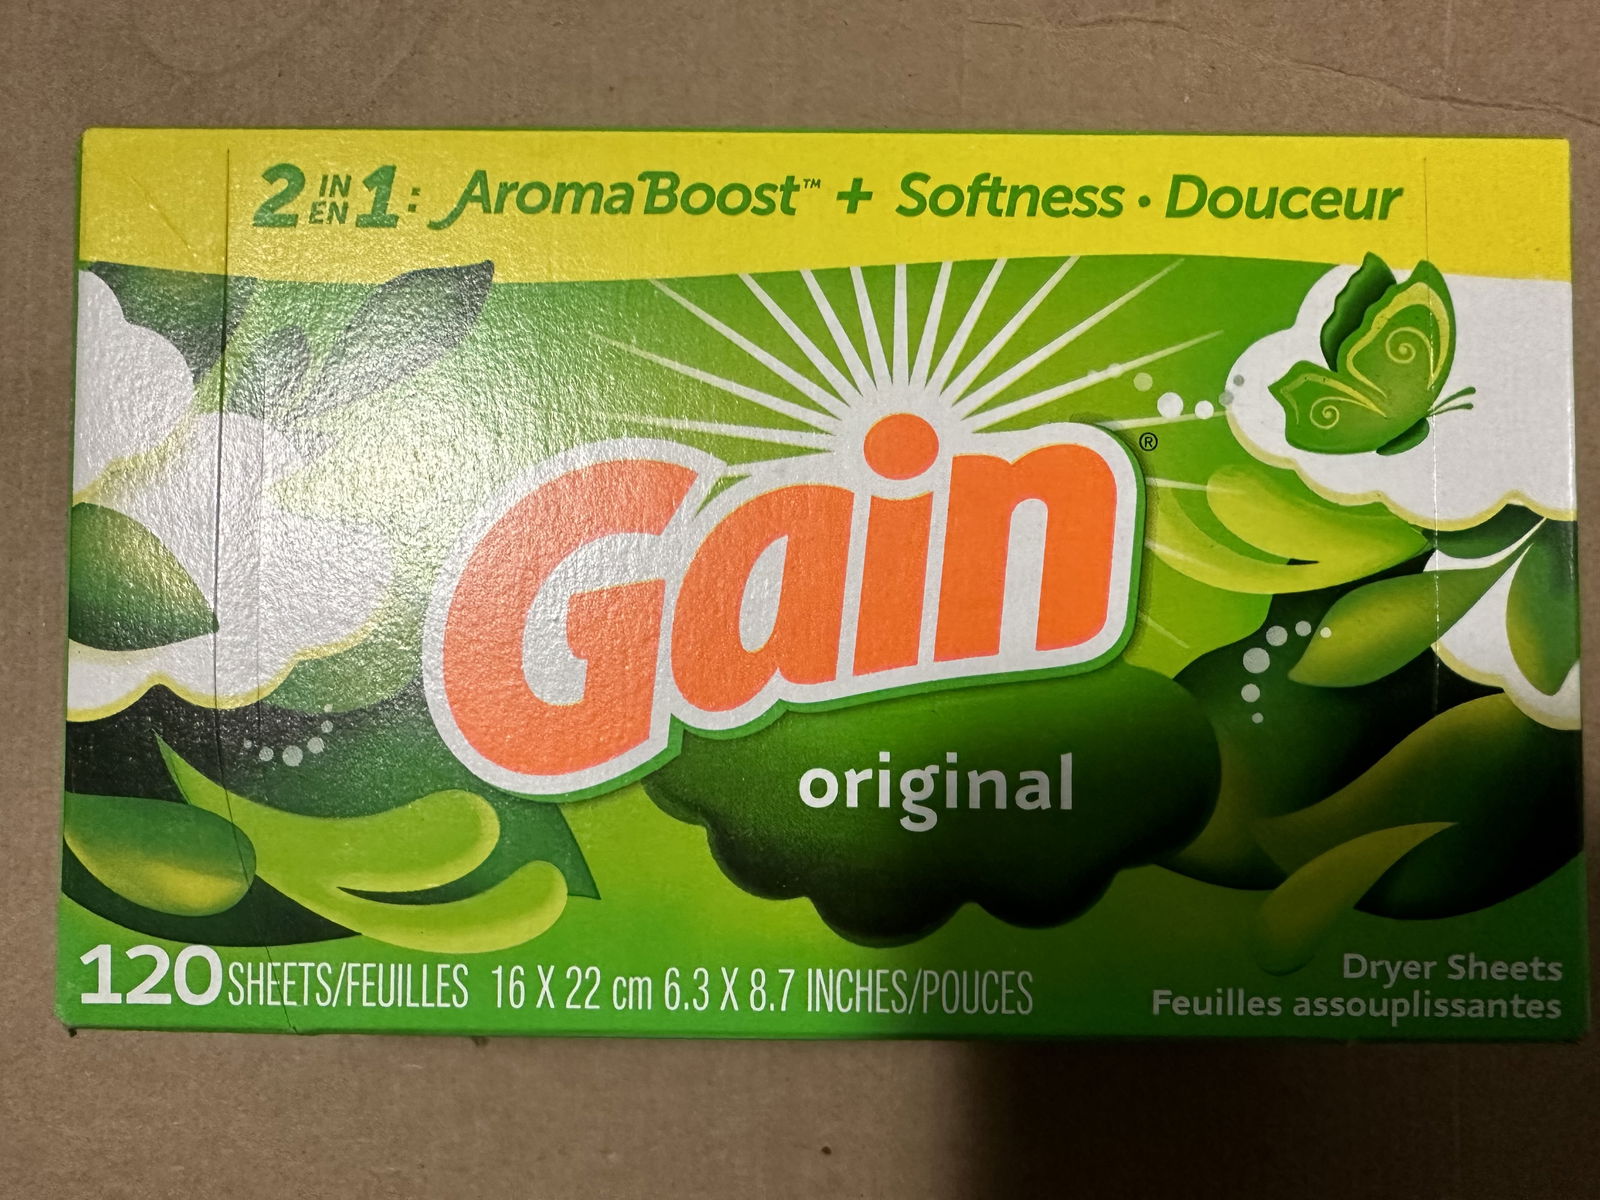 2 IN EN 1: AromaBoost™ + Softness • Douceur
Gain®
original
120 SHEETS/FEUILLES 16 X 22 cm 6.3 X 8.7 INCHES/POUCES
Dryer Sheets
Feuilles assouplissantes